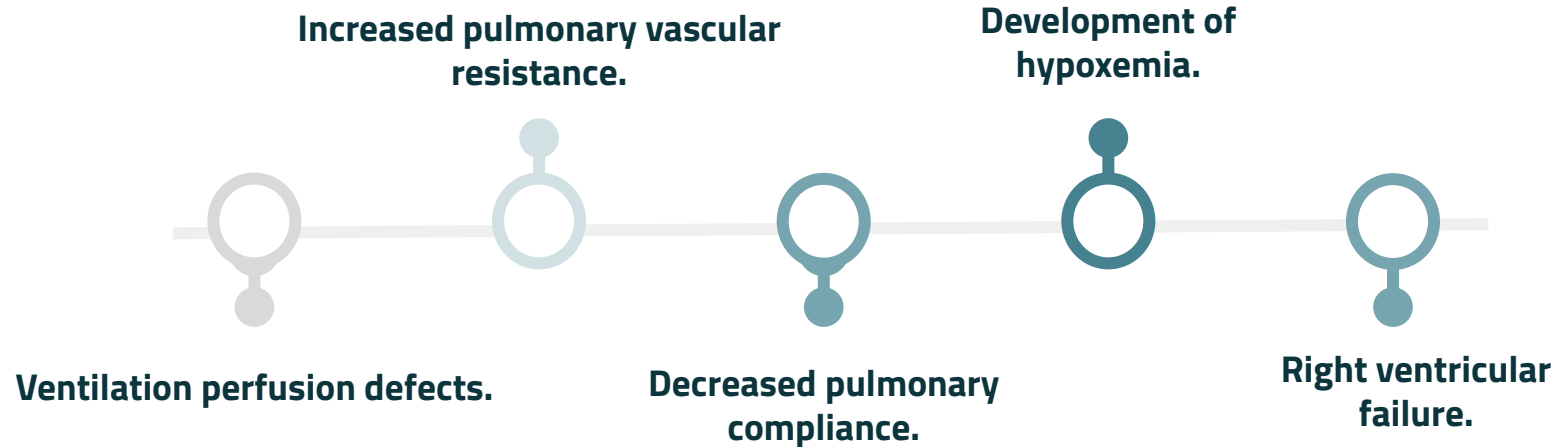 Ventilation perfusion defects.
Increased pulmonary vascular
resistance.
Decreased pulmonary
compliance.
Development of
hypoxemia.
Right ventricular
failure.